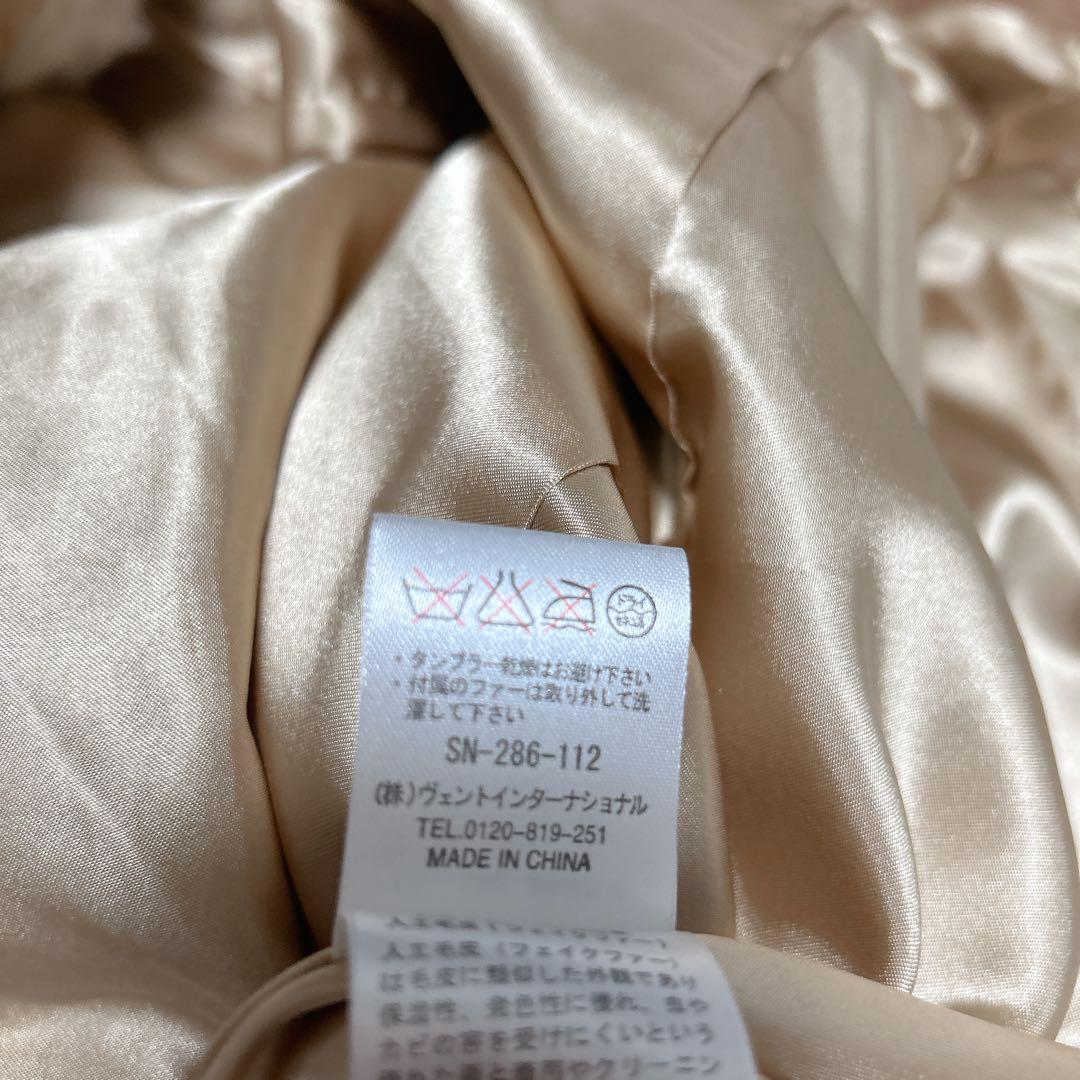 ドライ
・タンブラー乾燥はお避け下さい
・付属のファーは取り外して洗
濯して下さい
SN-286-112
(株)ヴェントインターナショナル
TEL.0120-819-251
MADE IN CHINA
人工毛皮(フェイクファー)
は毛皮に類似した外観であり
保温性、発色性に優れ、虫や
カビの害を受けにくいという